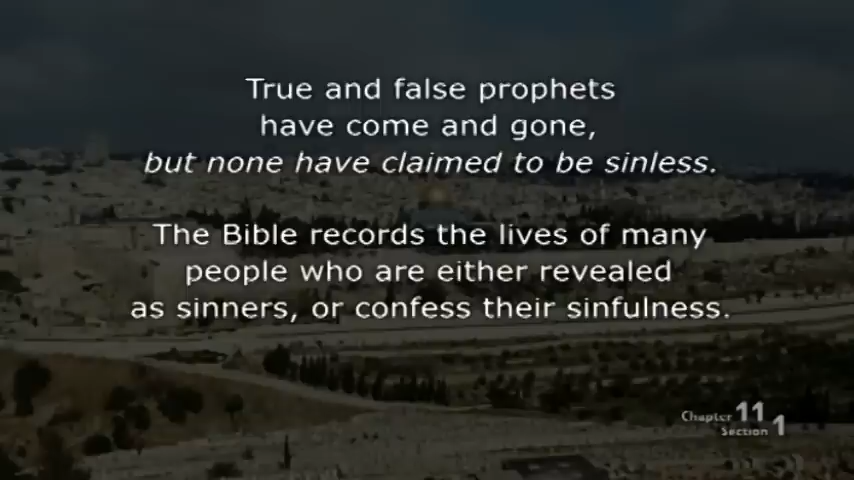 True and false prophets
have come and gone,
but none have claimed to be sinless.
The Bible records the lives of many
people who are either revealed
as sinners, or confess their sinfulness.
Chapter 11
Section 1